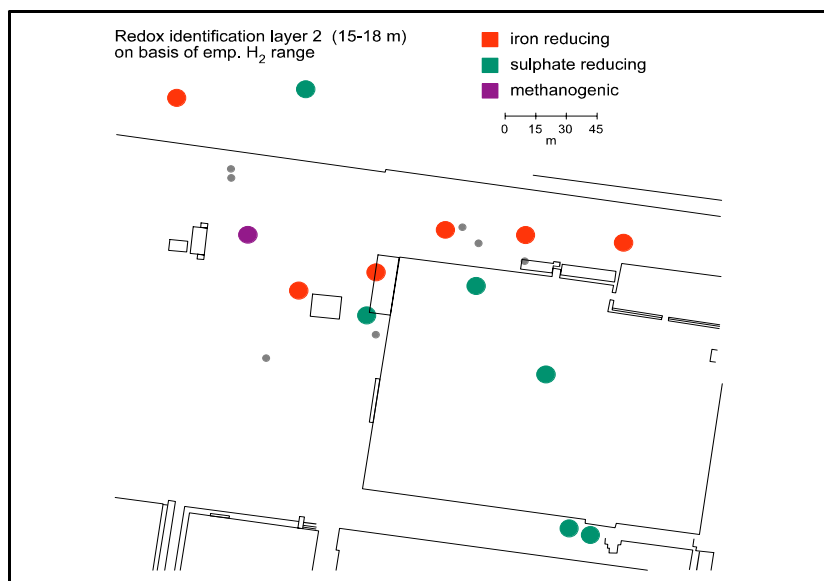 Redox identification layer 2 (15-18 m)
on basis of emp. H₂ range
iron reducing
sulphate reducing
methanogenic
0 15 30 45
m